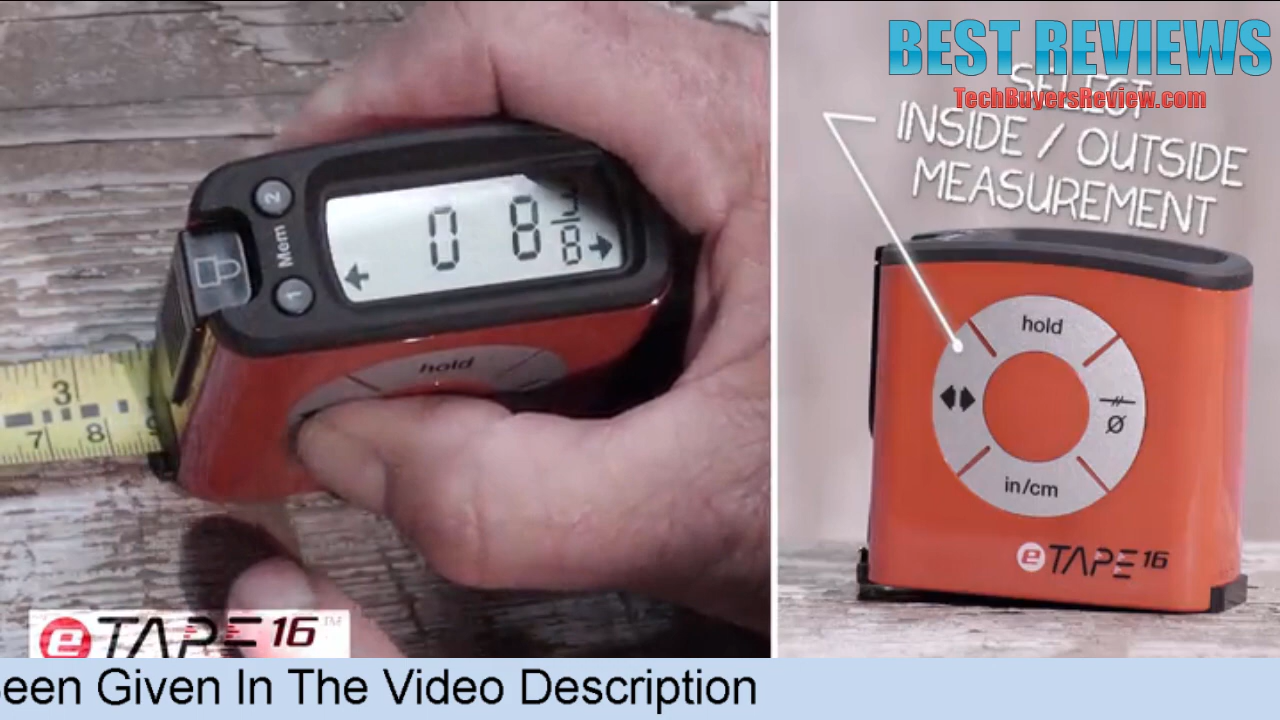 BEST REVIEWS
TechBuyersReview.com
SELECT
INSIDE / OUTSIDE
MEASUREMENT
2
Mem
1
0 8 3/8
hold
3
7 8
hold
in/cm
eTAPE16
eTAPE16™
een Given In The Video Description